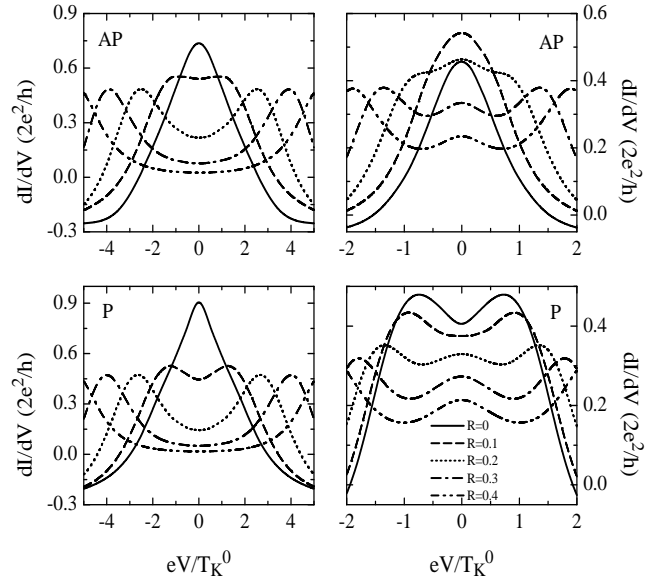 AP
0.9
0.6
0.3
0.0
-0.3
dI/dV (2e²/h)
-4 -2 0 2 4
AP
0.6
0.4
0.2
0.0
dI/dV (2e²/h)
-2 -1 0 1 2
P
0.9
0.6
0.3
0.0
-0.3
dI/dV (2e²/h)
-4 -2 0 2 4
eV/T_K^0
P
0.4
0.2
0.0
dI/dV (2e²/h)
R=0
R=0.1
R=0.2
R=0.3
R=0.4
-2 -1 0 1 2
eV/T_K^0